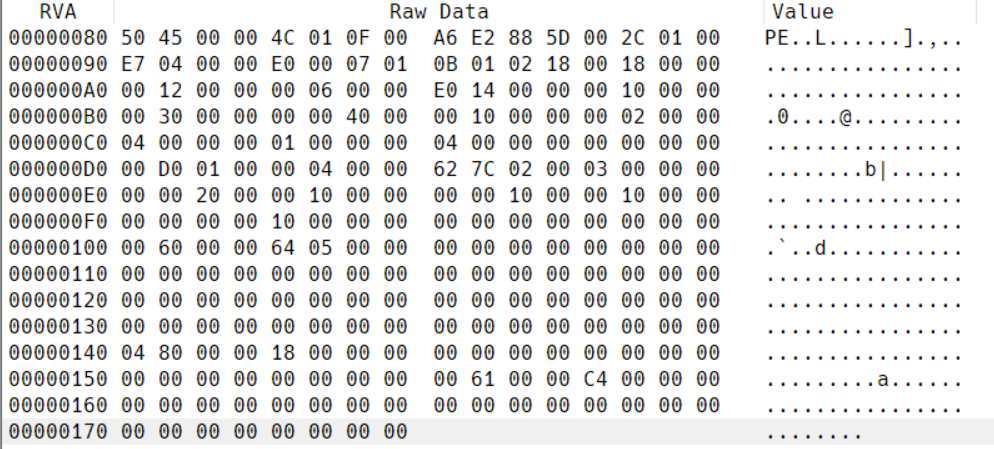 RVA Raw Data Value
00000080 50 45 00 00 4C 01 0F 00 A6 E2 88 5D 00 2C 01 00 PE..L......].,..
00000090 E7 04 00 00 E0 00 07 01 0B 01 02 18 00 18 00 00 ................
000000A0 00 12 00 00 00 06 00 00 E0 14 00 00 00 10 00 00 ................
000000B0 00 30 00 00 00 00 40 00 00 10 00 00 00 02 00 00 .0....@.........
000000C0 04 00 00 00 01 00 00 00 04 00 00 00 00 00 00 00 ................
000000D0 00 D0 01 00 00 04 00 00 62 7C 02 00 03 00 00 00 ........b|......
000000E0 00 00 20 00 00 10 00 00 00 00 10 00 00 10 00 00 .. .............
000000F0 00 00 00 00 10 00 00 00 00 00 00 00 00 00 00 00 ................
00000100 00 60 00 00 64 05 00 00 00 00 00 00 00 00 00 00 .`..d...........
00000110 00 00 00 00 00 00 00 00 00 00 00 00 00 00 00 00 ................
00000120 00 00 00 00 00 00 00 00 00 00 00 00 00 00 00 00 ................
00000130 00 00 00 00 00 00 00 00 00 00 00 00 00 00 00 00 ................
00000140 04 80 00 00 18 00 00 00 00 00 00 00 00 00 00 00 ................
00000150 00 00 00 00 00 00 00 00 00 61 00 00 C4 00 00 00 .........a......
00000160 00 00 00 00 00 00 00 00 00 00 00 00 00 00 00 00 ................
00000170 00 00 00 00 00 00 00 00 ........